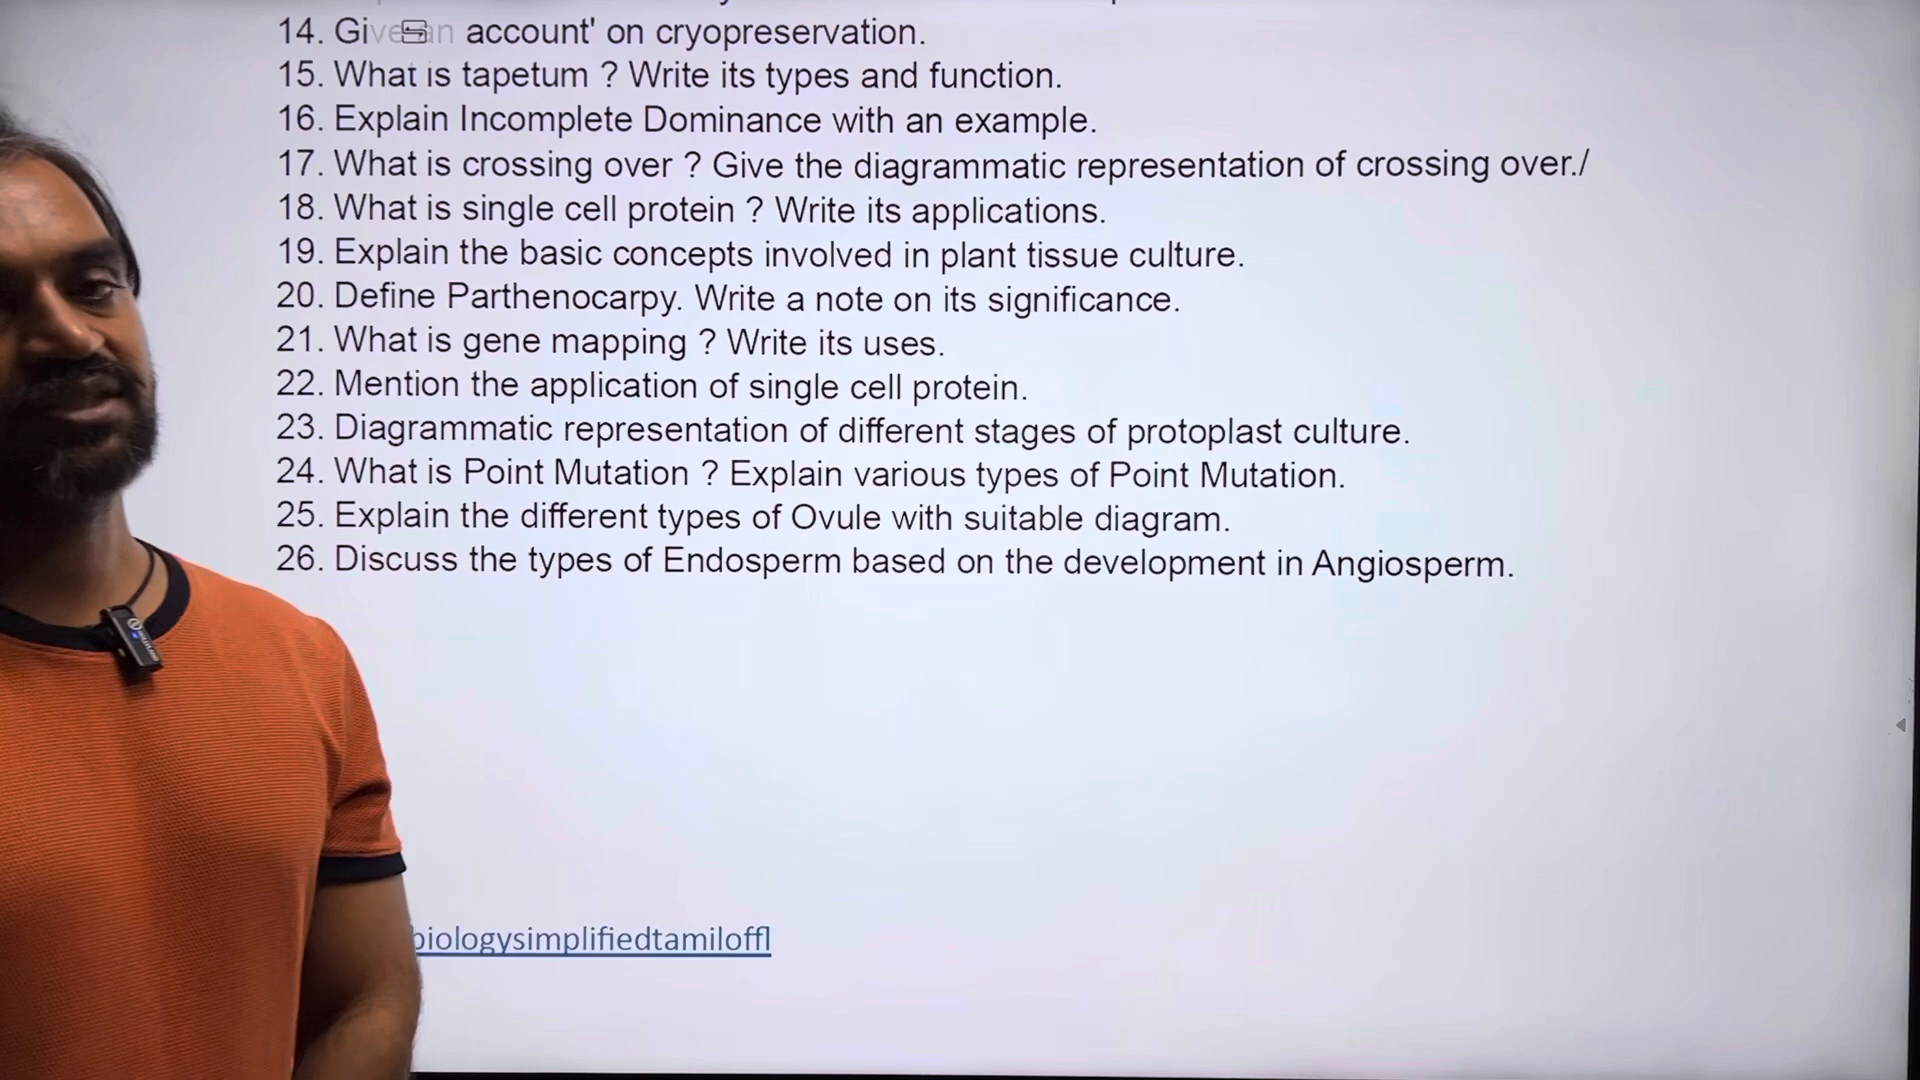 14. Give an account' on cryopreservation.
15. What is tapetum ? Write its types and function.
16. Explain Incomplete Dominance with an example.
17. What is crossing over ? Give the diagrammatic representation of crossing over./
18. What is single cell protein ? Write its applications.
19. Explain the basic concepts involved in plant tissue culture.
20. Define Parthenocarpy. Write a note on its significance.
21. What is gene mapping ? Write its uses.
22. Mention the application of single cell protein.
23. Diagrammatic representation of different stages of protoplast culture.
24. What is Point Mutation ? Explain various types of Point Mutation.
25. Explain the different types of Ovule with suitable diagram.
26. Discuss the types of Endosperm based on the development in Angiosperm.
biologysimplifiedtamiloffl